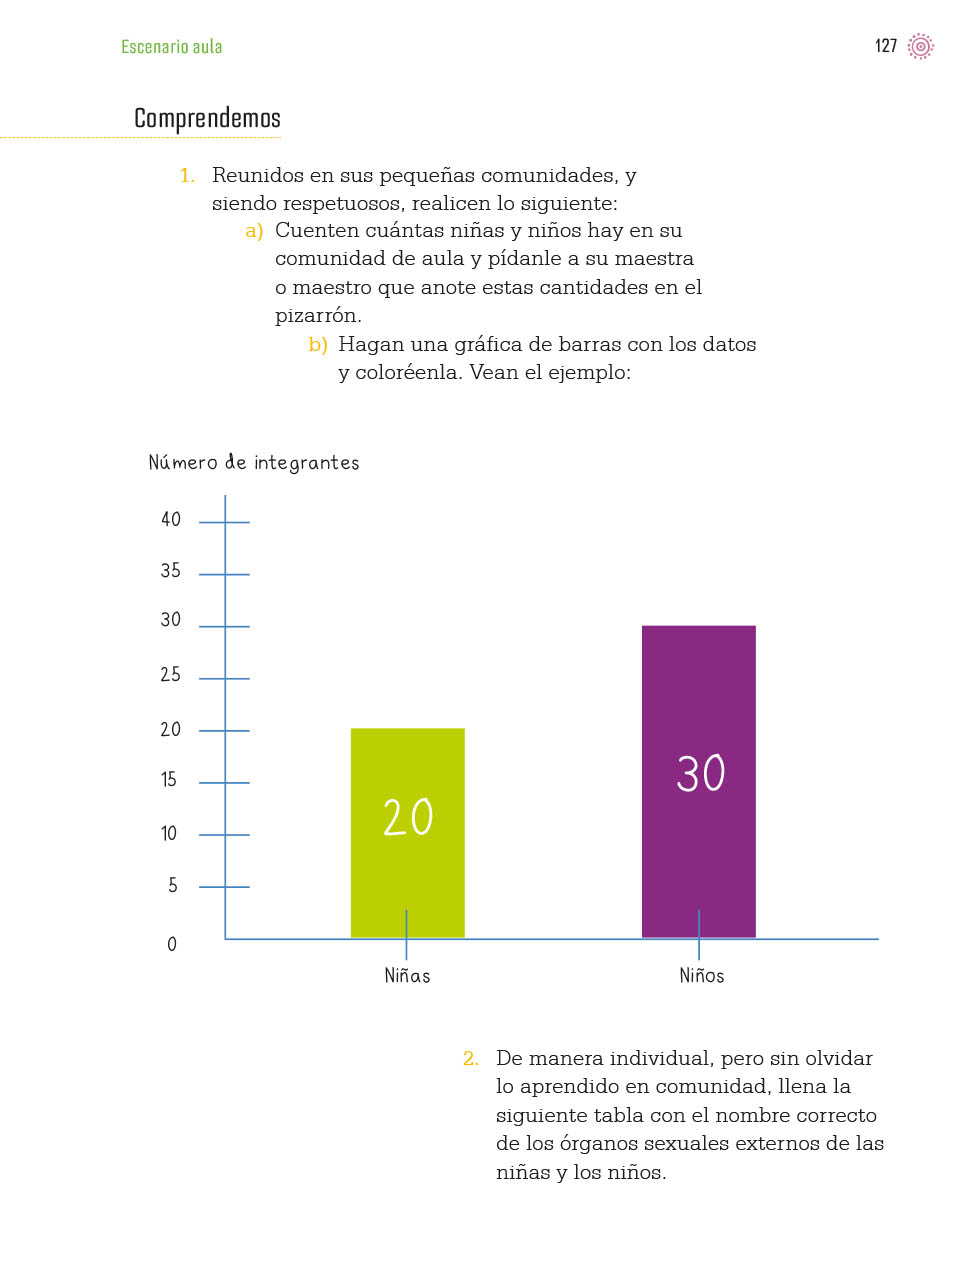 Escenario aula
127
Comprendemos
1. Reunidos en sus pequeñas comunidades, y
siendo respetuosos, realicen lo siguiente:
a) Cuenten cuántas niñas y niños hay en su
comunidad de aula y pídanle a su maestra
o maestro que anote estas cantidades en el
pizarrón.
b) Hagan una gráfica de barras con los datos
y coloréenla. Vean el ejemplo:
Número de integrantes
40
35
30
25
20
15
10
5
0
20
30
Niñas
Niños
2. De manera individual, pero sin olvidar
lo aprendido en comunidad, llena la
siguiente tabla con el nombre correcto
de los órganos sexuales externos de las
niñas y los niños.